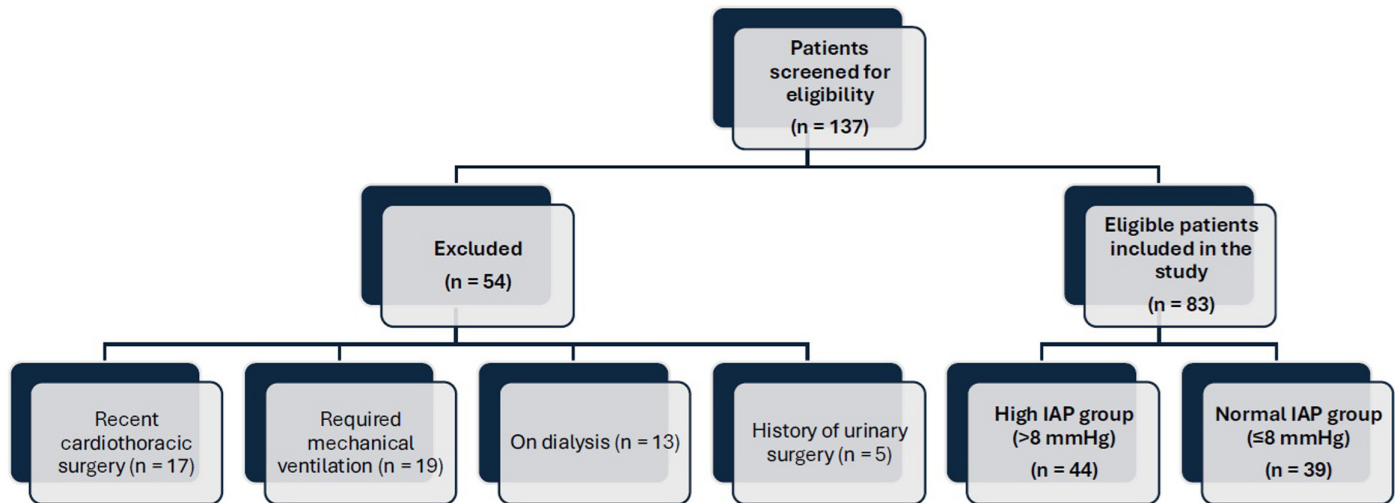 Patients
screened for
eligibility
(n = 137)
Excluded
(n = 54)
Eligible patients
included in the
study
(n = 83)
Recent
cardiothoracic
surgery (n = 17)
Required
mechanical
ventilation (n = 19)
On dialysis (n = 13)
History of urinary
surgery (n = 5)
High IAP group
(>8 mmHg)
(n = 44)
Normal IAP group
(≤8 mmHg)
(n = 39)